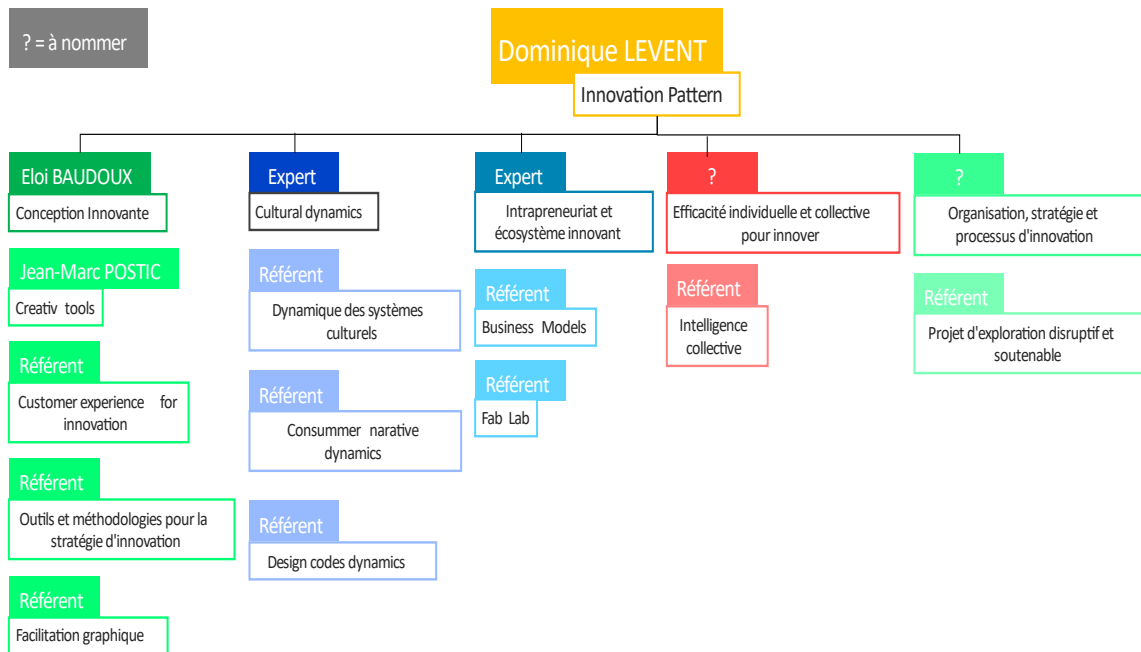 ? = à nommer
Dominique LEVENT
Innovation Pattern
Eloi BAUDOUX
Conception Innovante
Jean-Marc POSTIC
Creativ tools
Référent
Customer experience for
innovation
Référent
Outils et méthodologies pour la
stratégie d'innovation
Référent
Facilitation graphique
Expert
Cultural dynamics
Référent
Dynamique des systèmes
culturels
Référent
Consummer narative
dynamics
Référent
Design codes dynamics
Expert
Intrapreneuriat et
écosystème innovant
Référent
Business Models
Référent
Fab Lab
?
Efficacité individuelle et collective
pour innover
Référent
Intelligence
collective
?
Organisation, stratégie et
processus d'innovation
Référent
Projet d'exploration disruptif et
soutenable